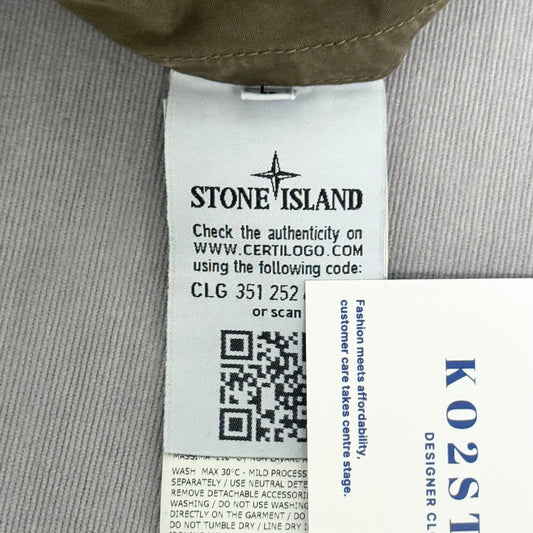 STONE ISLAND
Check the authenticity on
WWW.CERTILOGO.COM
using the following code:
CLG 351 252
or scan
WASH MAX 30°C - MILD PROCESS
SEPARATELY / USE NEUTRAL DETE
REMOVE DETACHABLE ACCESSORI
WASHING / DO NOT USE WASHING
DIRECTLY ON THE GARMENT / DO
DO NOT TUMBLE DRY / LINE DRY I
Fashion meets affordability,
customer care takes centre stage.
KO2ST
DESIGNER CL